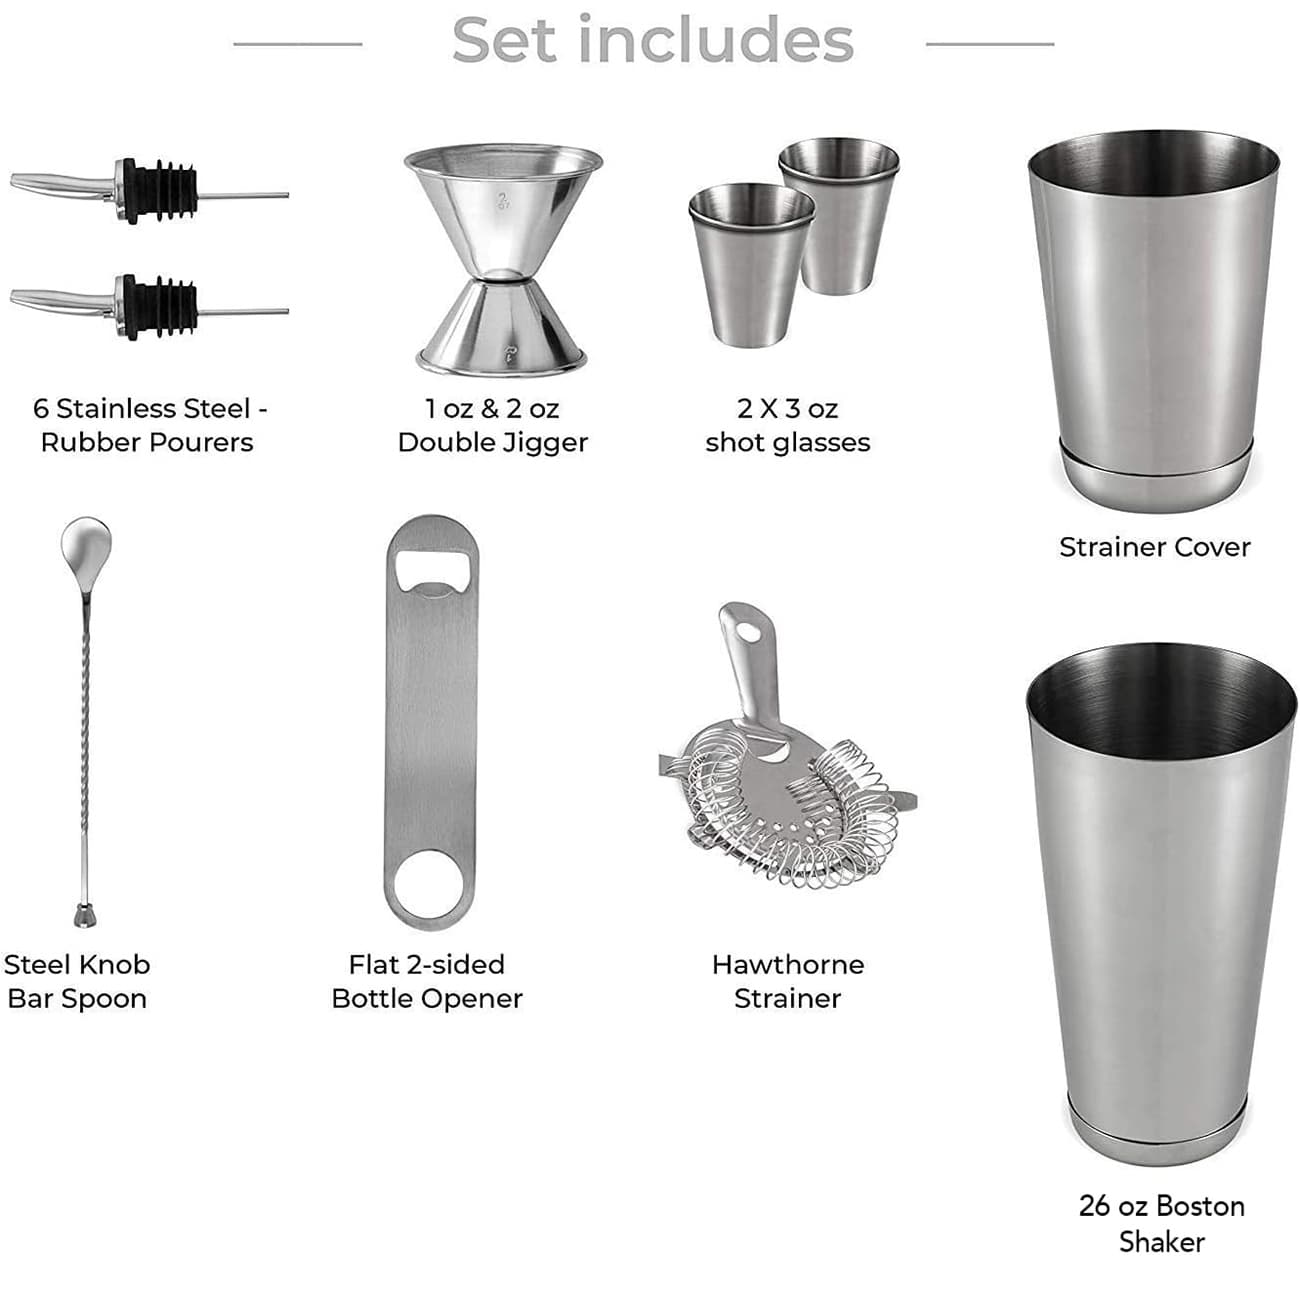 Set includes
6 Stainless Steel -
Rubber Pourers
1 oz & 2 oz
Double Jigger
2 X 3 oz
shot glasses
Strainer Cover
Steel Knob
Bar Spoon
Flat 2-sided
Bottle Opener
Hawthorne
Strainer
26 oz Boston
Shaker